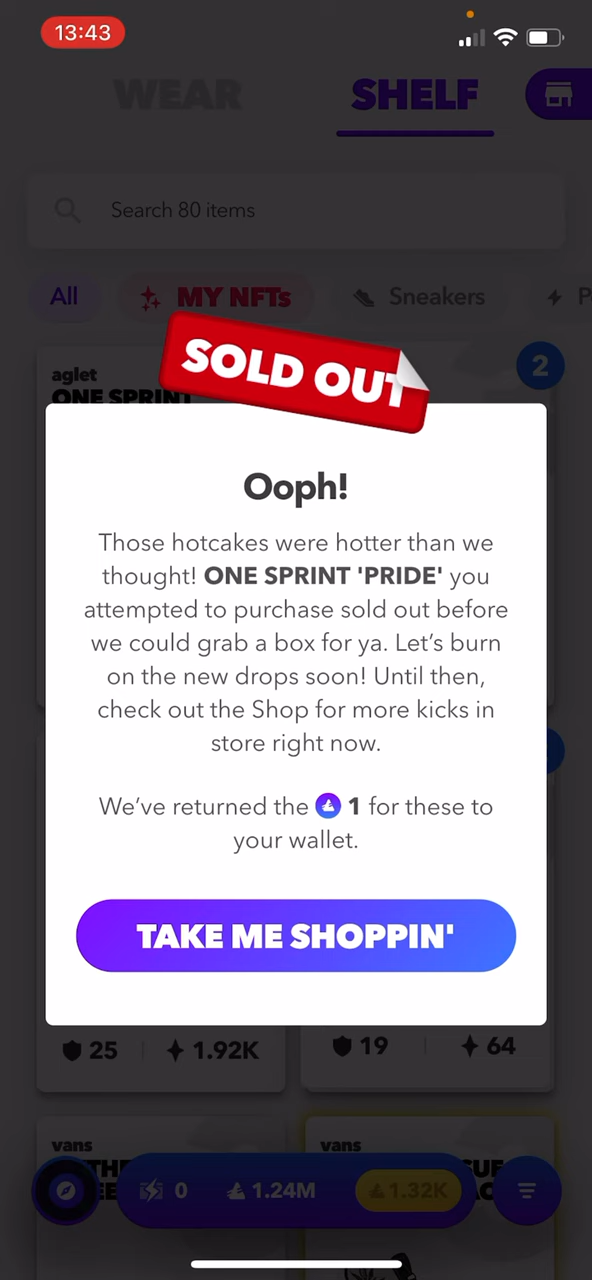 13:43
WEAR SHELF
Search 80 items
All MY NFTs Sneakers
SOLD OUT
aglet 2
ONE SPRINT
Ooph!
Those hotcakes were hotter than we
thought! ONE SPRINT 'PRIDE' you
attempted to purchase sold out before
we could grab a box for ya. Let's burn
on the new drops soon! Until then,
check out the Shop for more kicks in
store right now.
We've returned the 1 for these to
your wallet.
TAKE ME SHOPPIN'
25 1.92K 19 64
vans vans
0 1.24M 1.32K